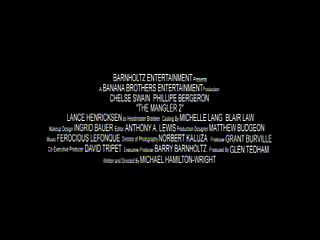 BARNHOLTZ ENTERTAINMENT Presents
A BANANA BROTHERS ENTERTAINMENT Production
CHELSE SWAIN PHILLIPE BERGERON
"THE MANGLER 2"
LANCE HENRICKSEN as Headmaster Bradeen Casting By MICHELLE LANG BLAIR LAW
Makeup Design INGRID BAUER Editor ANTHONY A. LEWIS Production Designer MATTHEW BUDGEON
Music FEROCIOUS LEFONQUE Director of Photography NORBERT KALUZA Producer GRANT BURVILLE
Co-Executive Producer DAVID TRIPET Executive Producer BARRY BARNHOLTZ Produced By GLEN TEDHAM
Written and Directed By MICHAEL HAMILTON-WRIGHT